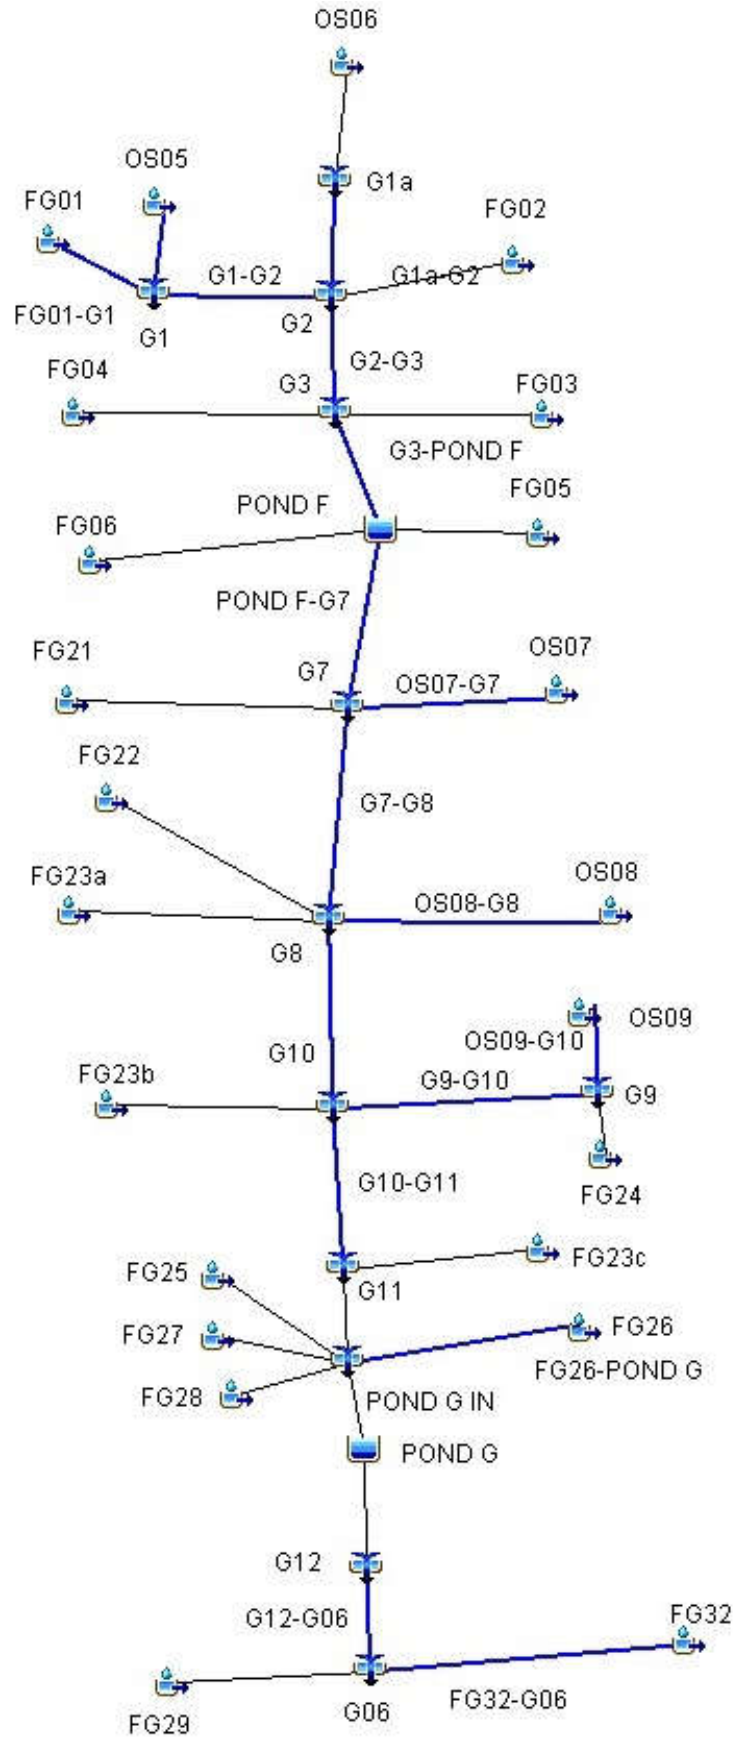 OS06
OS05
G1a
FG01
FG02
G1-G2
G1a-G2
FG01-G1
G1
G2
G2-G3
FG04
G3
FG03
G3-POND F
POND F
FG05
FG06
POND F-G7
FG21
G7
OS07
OS07-G7
FG22
G7-G8
FG23a
OS08
OS08-G8
G8
OS09
OS09-G10
G10
FG23b
G9-G10
G9
G10-G11
FG24
FG25
FG23c
G11
FG27
FG26
FG26-POND G
FG28
POND G IN
POND G
G12
G12-G06
FG32
FG32-G06
FG29
G06